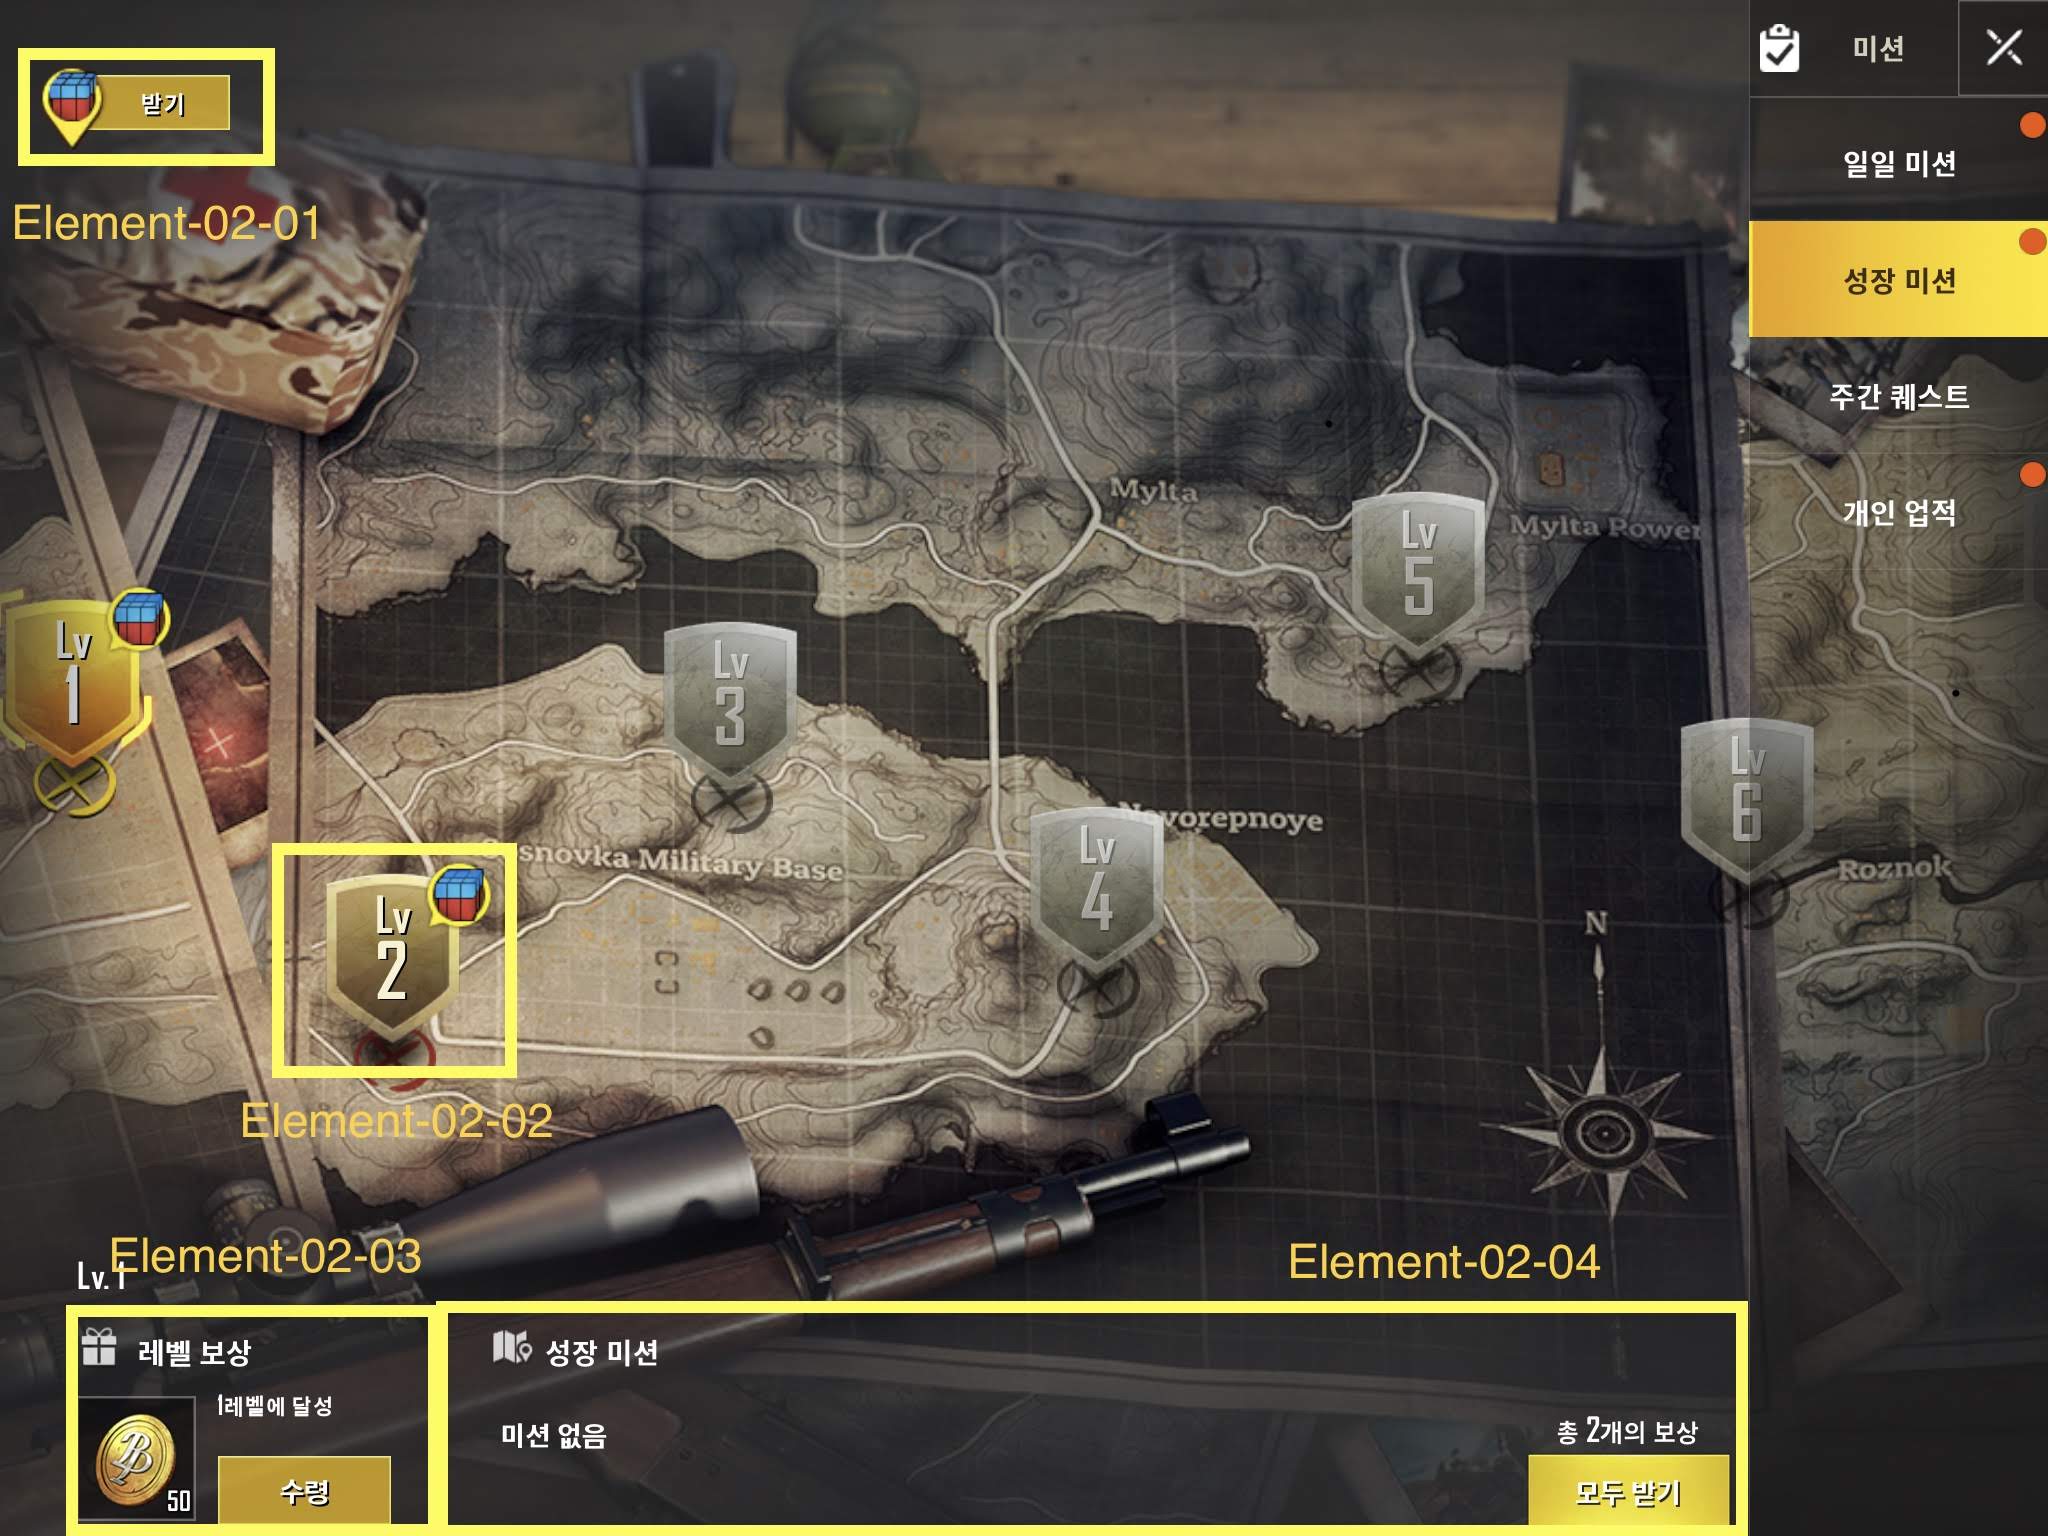 받기
Element-02-01
미션
일일 미션
성장 미션
주간 퀘스트
개인 업적
Mylta
Mylta Power
Lv
5
Lv
1
Lv
3
Lv
6
Novorepnoye
Lv
4
Sosnovka Military Base
Roznok
Lv
2
N
Element-02-02
Element-02-03
Lv. 1
Element-02-04
레벨 보상
1레벨에 달성
50
수령
성장 미션
미션 없음
총 2개의 보상
모두 받기